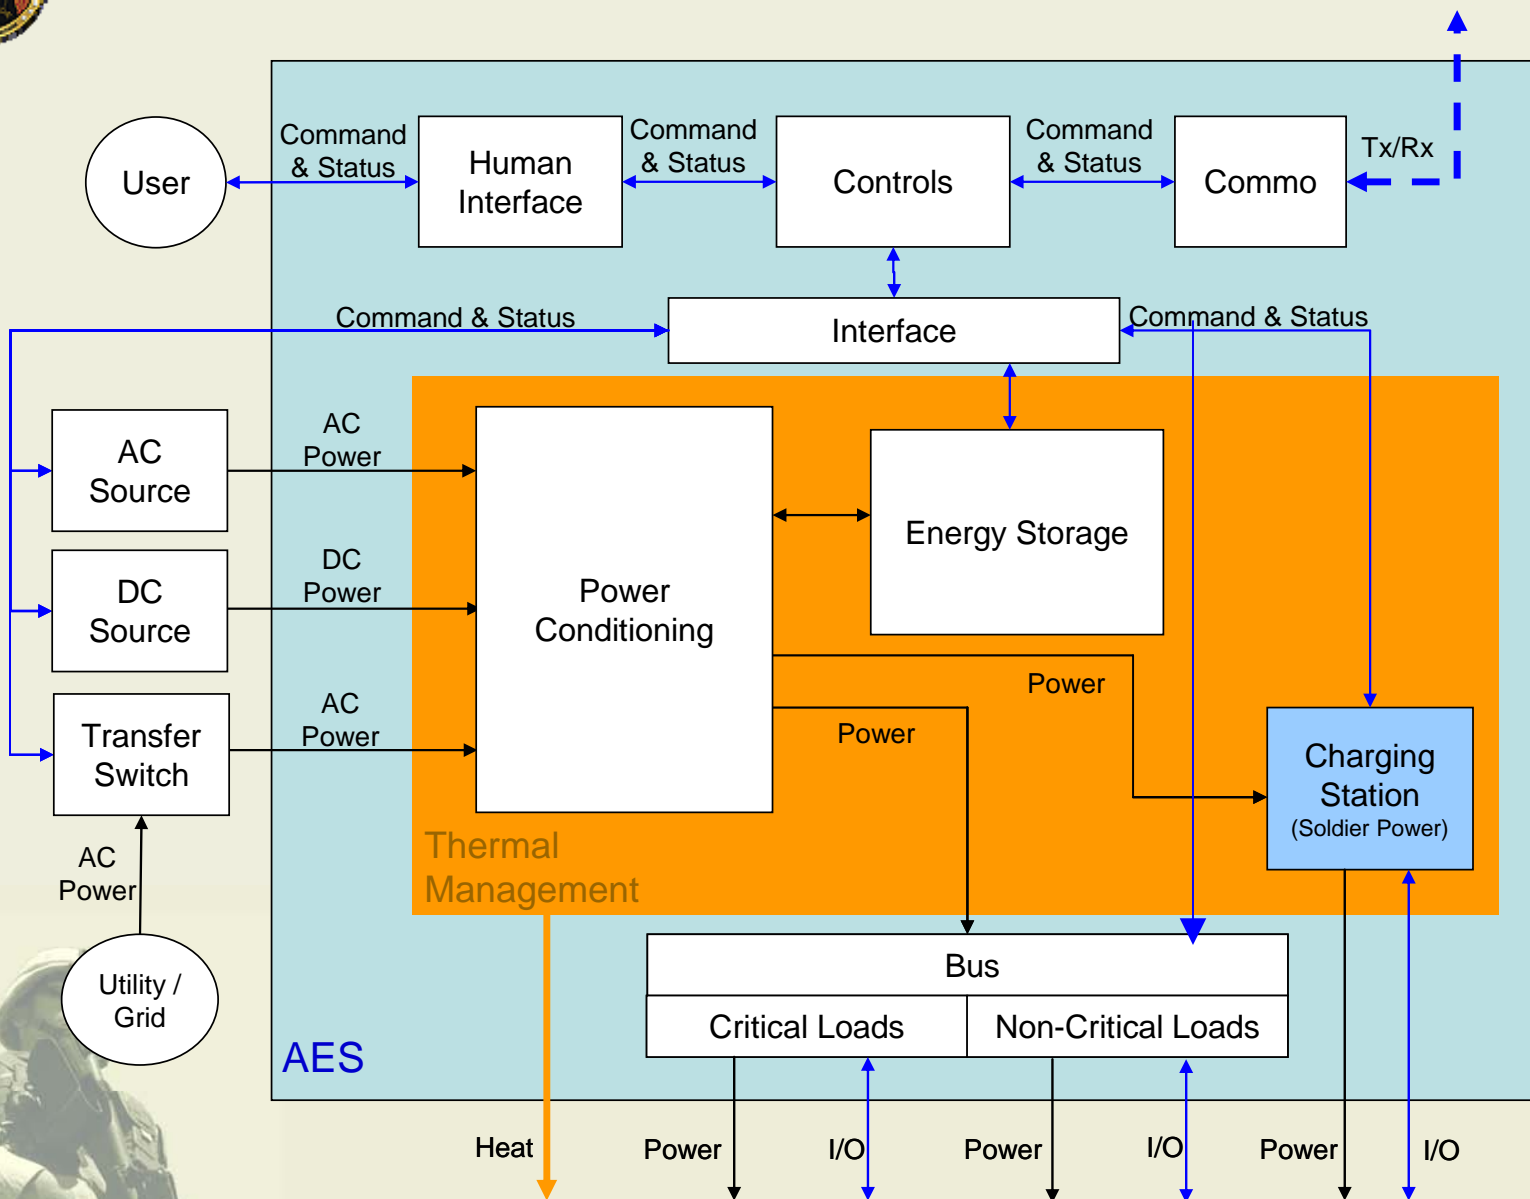 Command
& Status
Command
& Status
Command
& Status
Tx/Rx
User
Human
Interface
Controls
Commo
Command & Status
Interface
Command & Status
AC
Source
AC
Power
DC
Source
DC
Power
Power
Conditioning
Energy Storage
Transfer
Switch
AC
Power
Power
Power
Charging
Station
(Soldier Power)
Thermal
Management
AC
Power
Utility /
Grid
Bus
Critical Loads
Non-Critical Loads
AES
Heat
Power
I/O
Power
I/O
Power
I/O